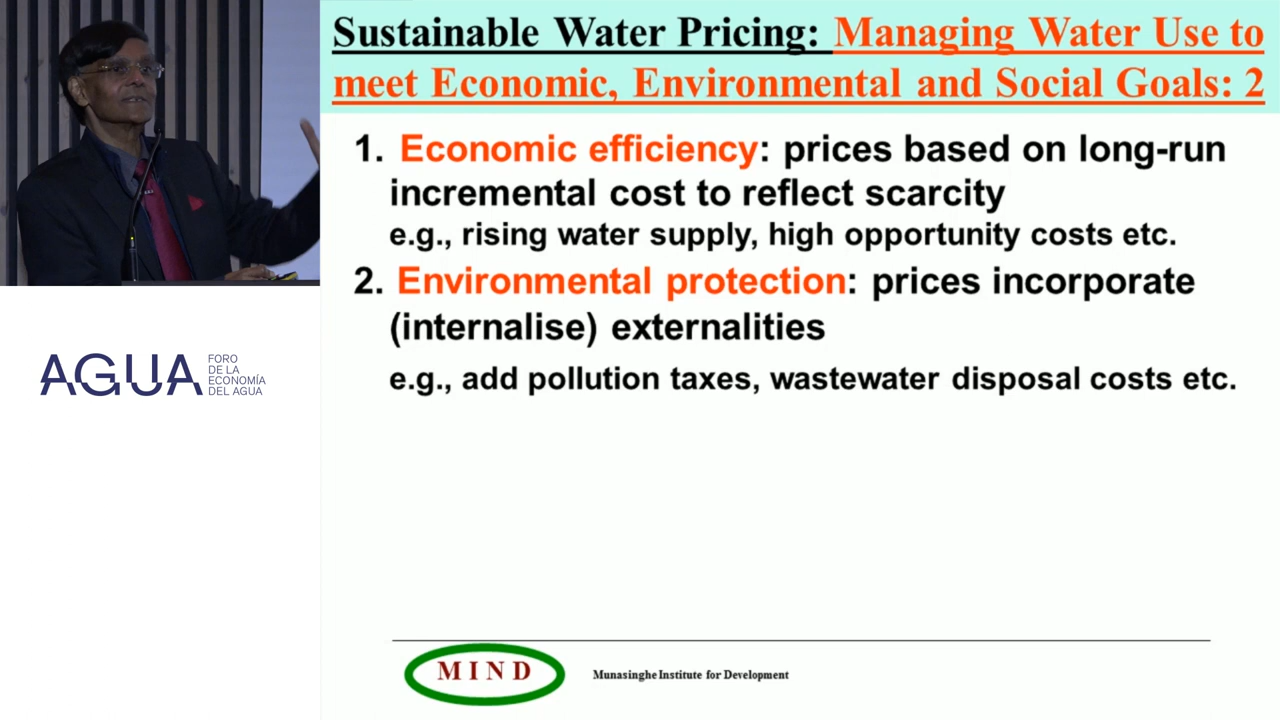 Sustainable Water Pricing: Managing Water Use to
meet Economic, Environmental and Social Goals: 2
1. Economic efficiency: prices based on long-run
incremental cost to reflect scarcity
e.g., rising water supply, high opportunity costs etc.
2. Environmental protection: prices incorporate
(internalise) externalities
e.g., add pollution taxes, wastewater disposal costs etc.
AGUA
FORO
DE LA
ECONOMÍA
DEL AGUA
MIND
Munasinghe Institute for Development